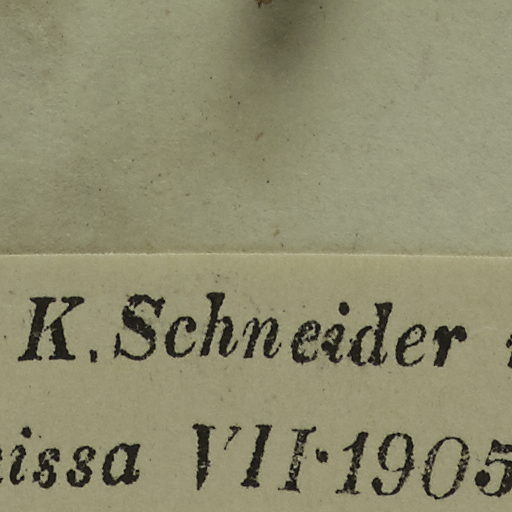 K. Schneider
issa VII·1905